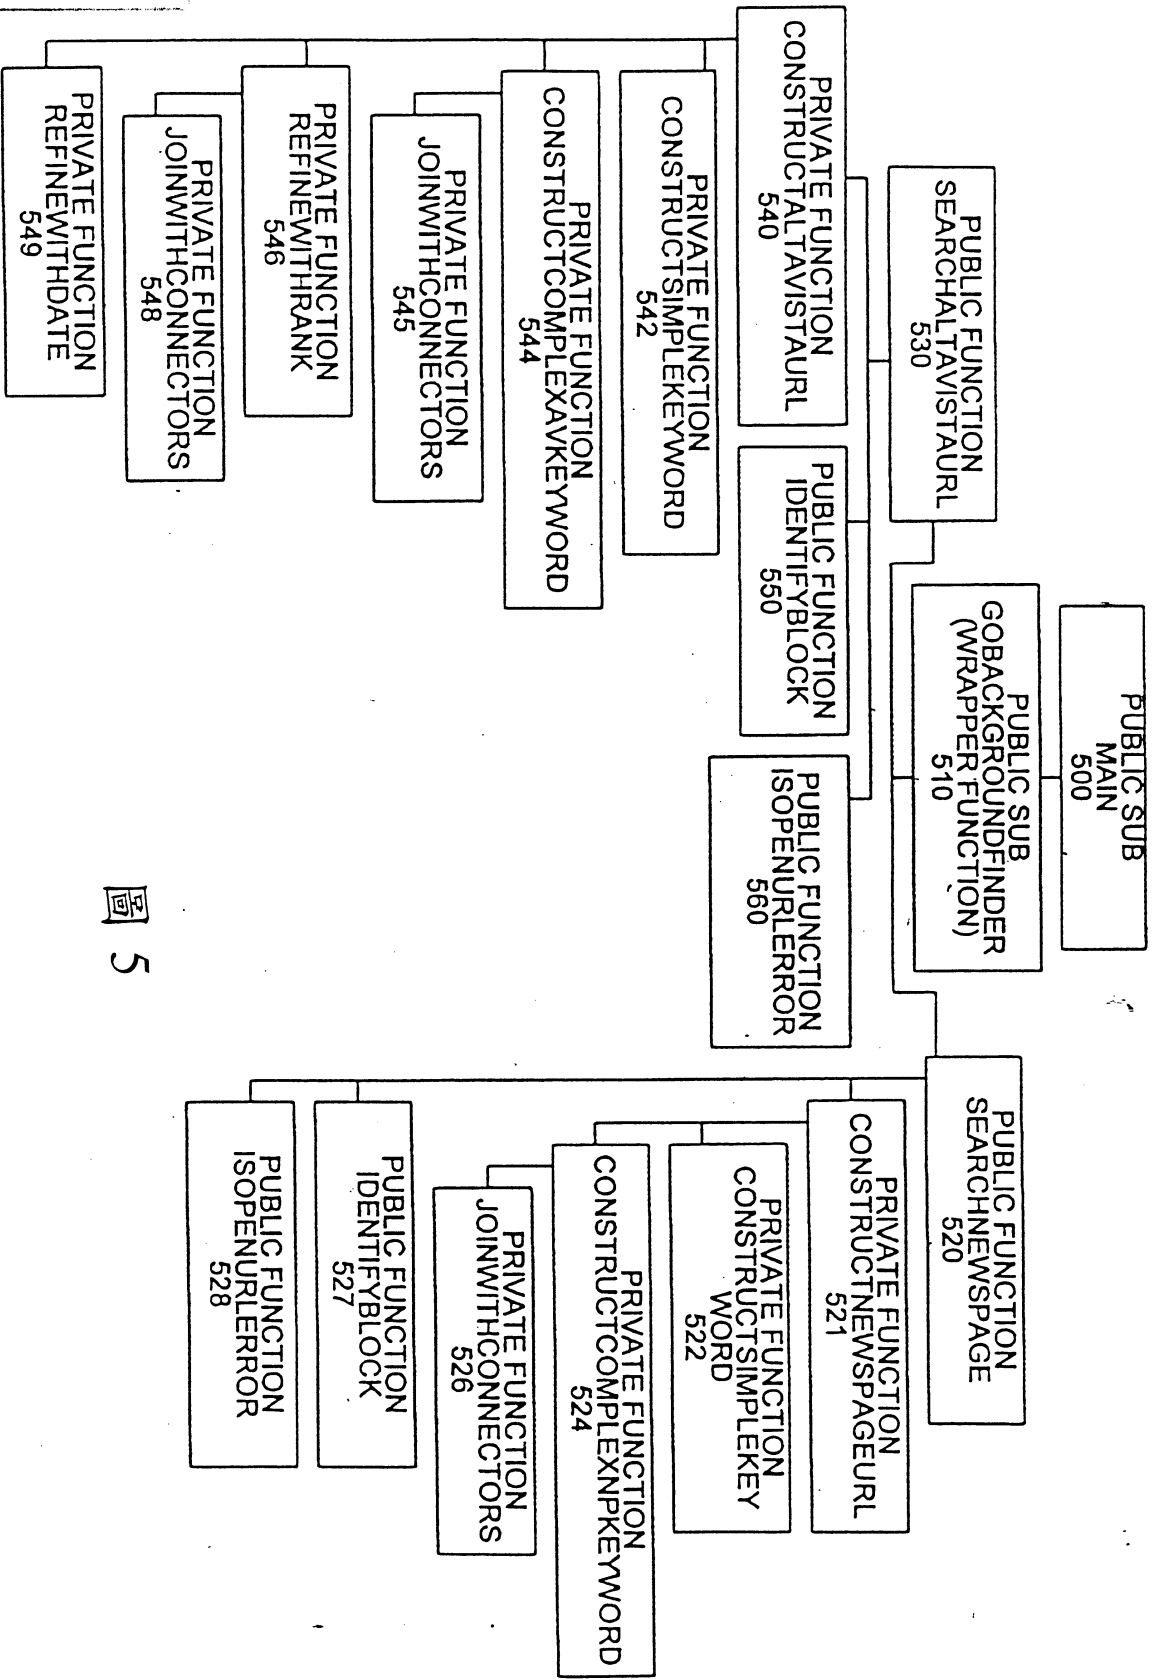 PUBLIC SUB
MAIN
500
PUBLIC SUB
GOBACKGROUNDFINDER
(WRAPPER FUNCTION)
510
PUBLIC FUNCTION
SEARCHALTAVISTAURL
530
PRIVATE FUNCTION
CONSTRUCTALTAVISTAURL
540
PRIVATE FUNCTION
CONSTRUCTSIMPLEKEYWORD
542
PRIVATE FUNCTION
CONSTRUCTCOMPLEXAVKEYWORD
544
PRIVATE FUNCTION
JOINWITHCONNECTORS
545
PRIVATE FUNCTION
REFINEWITHRANK
546
PRIVATE FUNCTION
JOINWITHCONNECTORS
548
PRIVATE FUNCTION
REFINEWITHDATE
549
PUBLIC FUNCTION
IDENTIFYBLOCK
550
PUBLIC FUNCTION
ISOPENURLERROR
560
PUBLIC FUNCTION
SEARCHNEWSPAGE
520
PRIVATE FUNCTION
CONSTRUCTNEWSPAGEURL
521
PRIVATE FUNCTION
CONSTRUCTSIMPLEKEY
WORD
522
PRIVATE FUNCTION
CONSTRUCTCOMPLEXNPKEYWORD
524
PRIVATE FUNCTION
JOINWITHCONNECTORS
526
PUBLIC FUNCTION
IDENTIFYBLOCK
527
PUBLIC FUNCTION
ISOPENURLERROR
528
圖 5